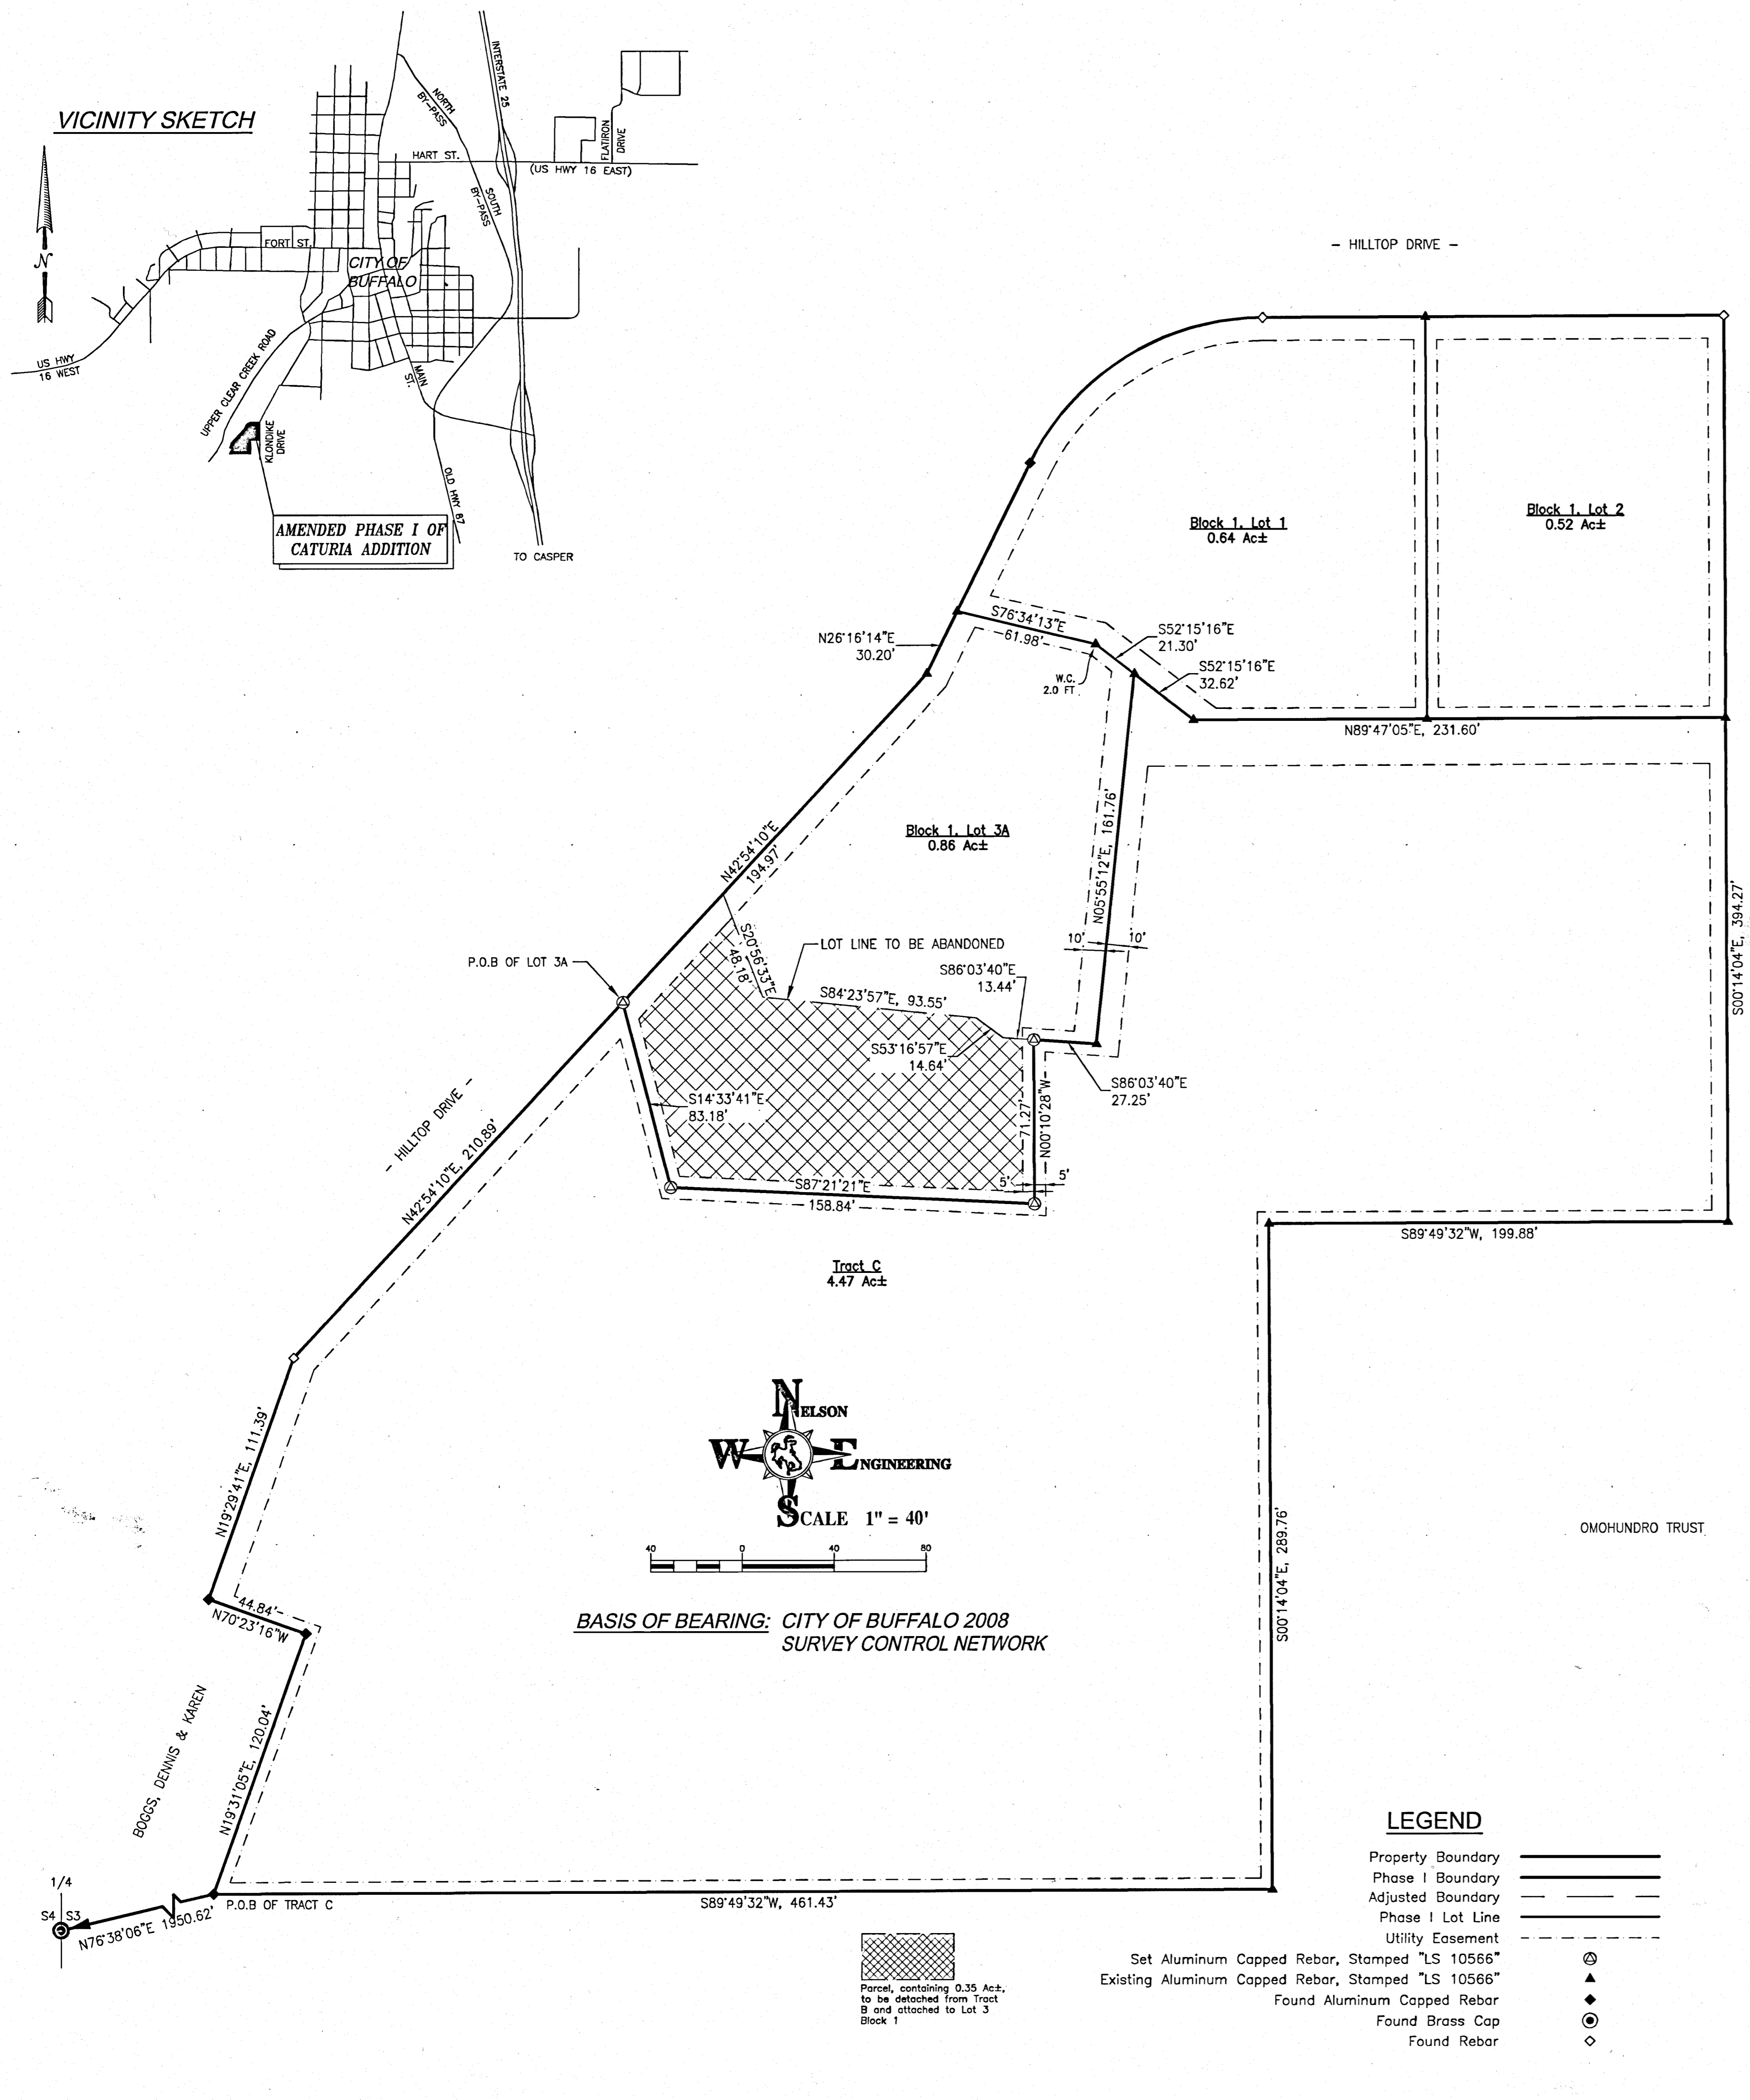 VICINITY SKETCH
N
INTERSTATE 25
NORTH
BY-PASS
HART ST.
FLATIRON
DRIVE
(US HWY 16 EAST)
SOUTH
BY-PASS
FORT ST.
CITY OF
BUFFALO
US HWY
16 WEST
UPPER CLEAR CREEK ROAD
KLONDIKE
DRIVE
MAIN
ST.
OLD HWY 87
AMENDED PHASE I OF
CATURIA ADDITION
TO CASPER
- HILLTOP DRIVE -
Block 1, Lot 1
0.64 Ac±
Block 1, Lot 2
0.52 Ac±
N26°16'14"E
30.20'
S76°34'13"E
61.98'
S52°15'16"E
21.30'
S52°15'16"E
32.62'
W.C.
2.0 FT.
N89°47'05"E, 231.60'
N42°54'10"E
194.97'
Block 1, Lot 3A
0.86 Ac±
N05°55'12"E, 161.76'
10'
10'
S00°14'04"E, 394.27'
P.O.B OF LOT 3A
S20°56'33"E
48.18'
LOT LINE TO BE ABANDONED
S84°23'57"E, 93.55'
S86°03'40"E
13.44'
S53°16'57"E
14.64'
S86°03'40"E
27.25'
S14°33'41"E
83.18'
71.27'
N00°10'28"W
5'
5'
S87°21'21"E
158.84'
- HILLTOP DRIVE -
N42°54'10"E, 210.89'
S89°49'32"W, 199.88'
Tract C
4.47 Ac±
N19°29'41"E, 111.39'
NELSON
W ENGINEERING
SCALE 1" = 40'
40 0 40 80
S00°14'04"E, 289.76'
OMOHUNDRO TRUST
44.84'
N70°23'16"W
BASIS OF BEARING: CITY OF BUFFALO 2008
SURVEY CONTROL NETWORK
BOGGS, DENNIS & KAREN
N19°31'05"E, 120.04'
1/4
S4 S3
N76°38'06"E 1950.62'
P.O.B OF TRACT C
S89°49'32"W, 461.43'
Parcel, containing 0.35 Ac±,
to be detached from Tract
B and attached to Lot 3
Block 1
LEGEND
Property Boundary
Phase I Boundary
Adjusted Boundary
Phase I Lot Line
Utility Easement
Set Aluminum Capped Rebar, Stamped "LS 10566"
Existing Aluminum Capped Rebar, Stamped "LS 10566"
Found Aluminum Capped Rebar
Found Brass Cap
Found Rebar